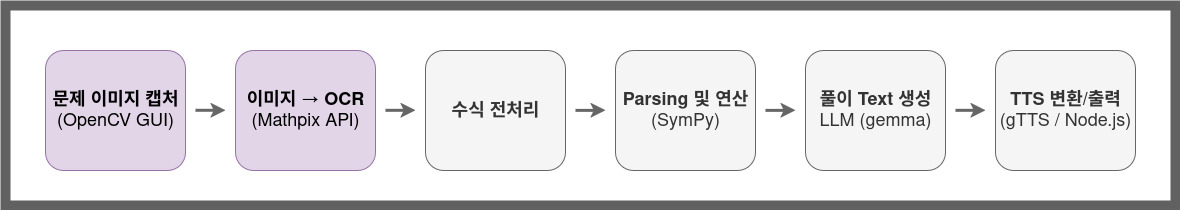 문제 이미지 캡처
(OpenCV GUI)
이미지 → OCR
(Mathpix API)
수식 전처리
Parsing 및 연산
(SymPy)
풀이 Text 생성
LLM (gemma)
TTS 변환/출력
(gTTS / Node.js)